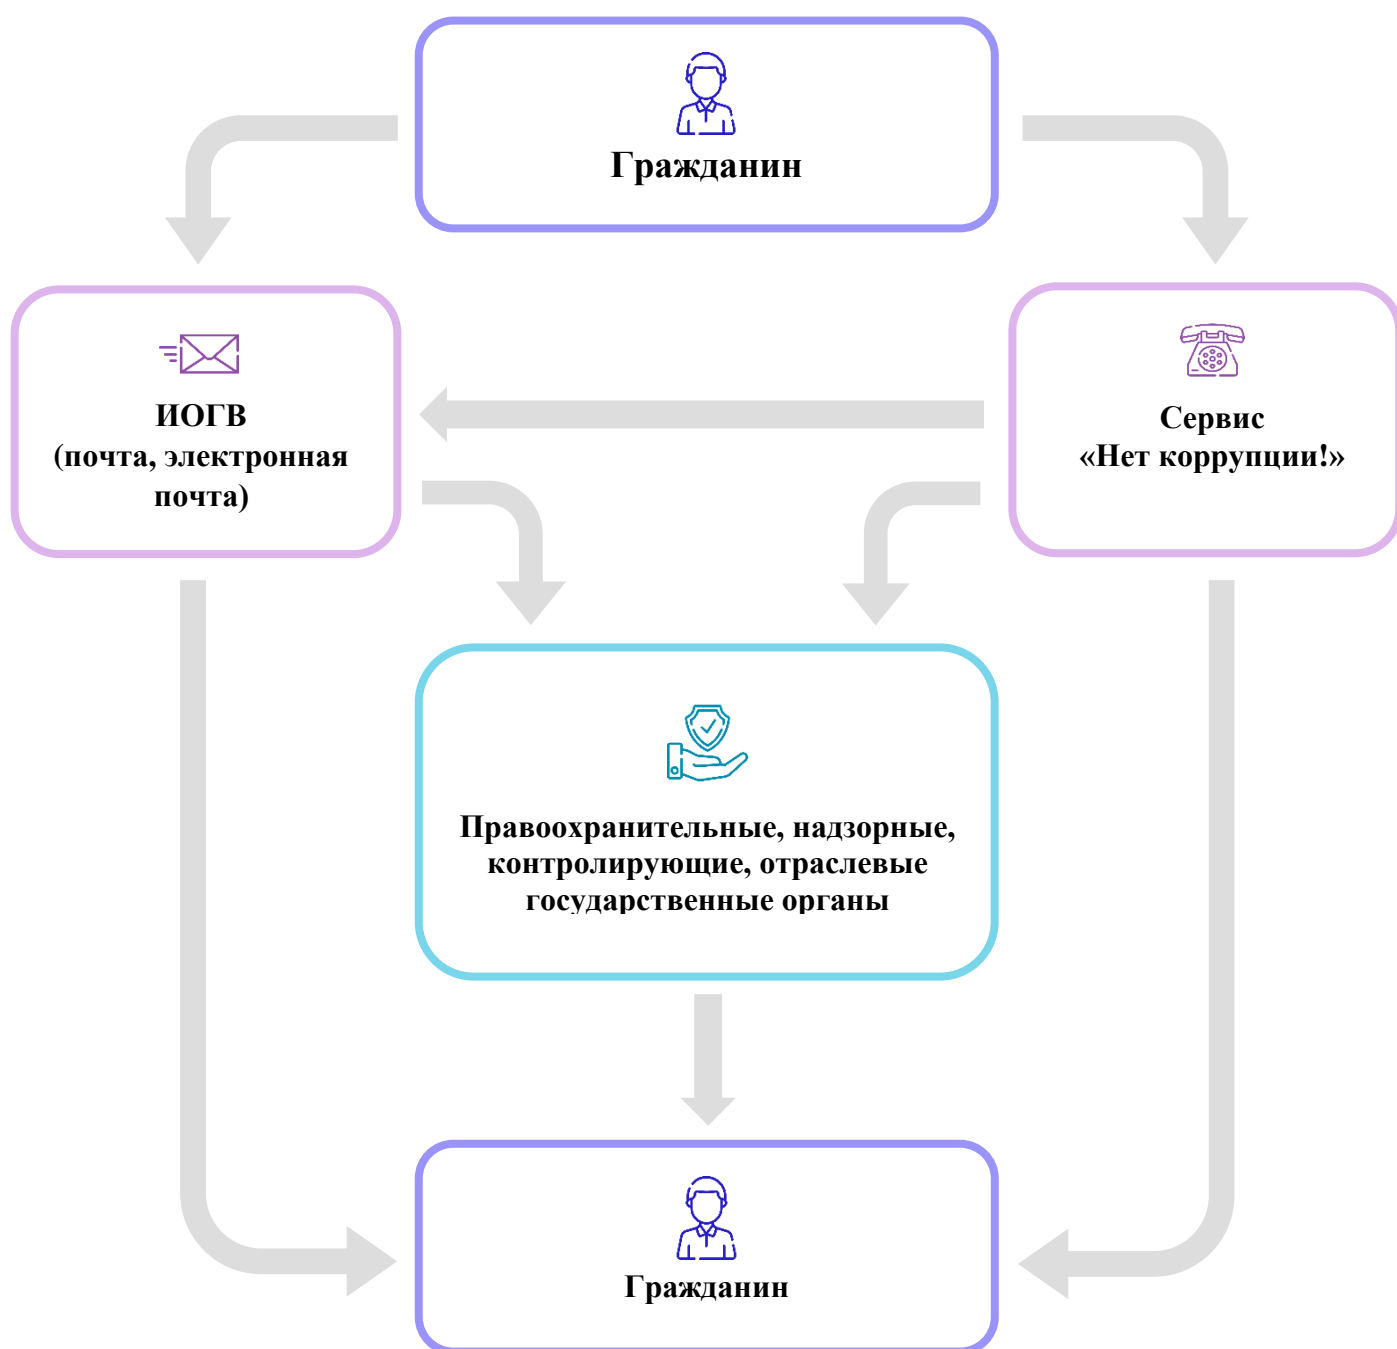 Гражданин
ИОГВ
(почта, электронная
почта)
Сервис
«Нет коррупции!»
Правоохранительные, надзорные,
контролирующие, отраслевые
государственные органы
Гражданин